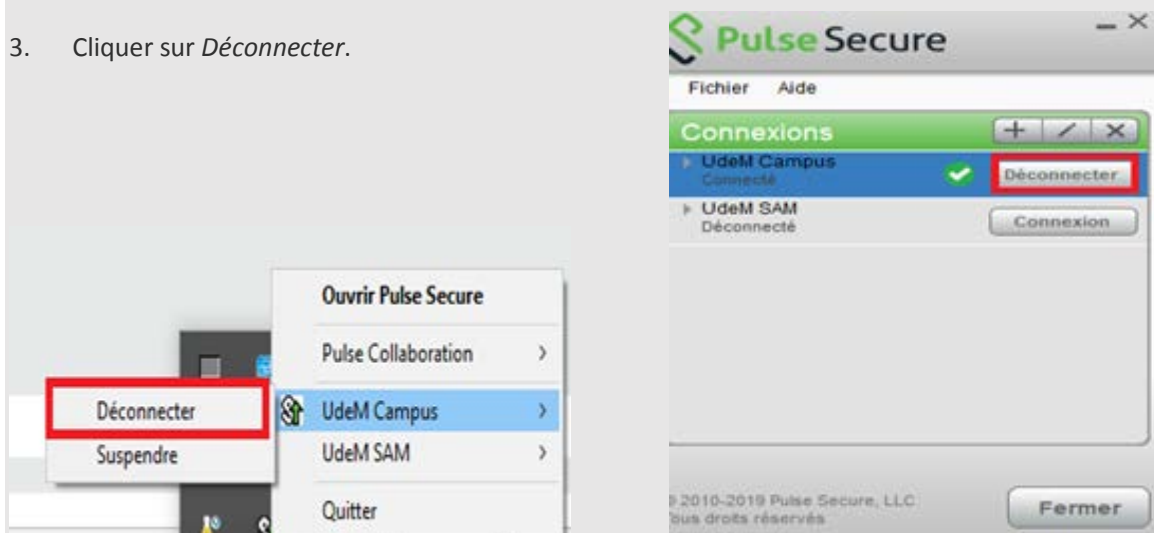 3. Cliquer sur Déconnecter.
Ouvrir Pulse Secure
Pulse Collaboration
UdeM Campus
UdeM SAM
Quitter
Déconnecter
Suspendre
Pulse Secure
Fichier Aide
Connexions
UdeM Campus
Connecté
Déconnecter
UdeM SAM
Déconnecté
Connexion
© 2010-2019 Pulse Secure, LLC
Tous droits réservés
Fermer